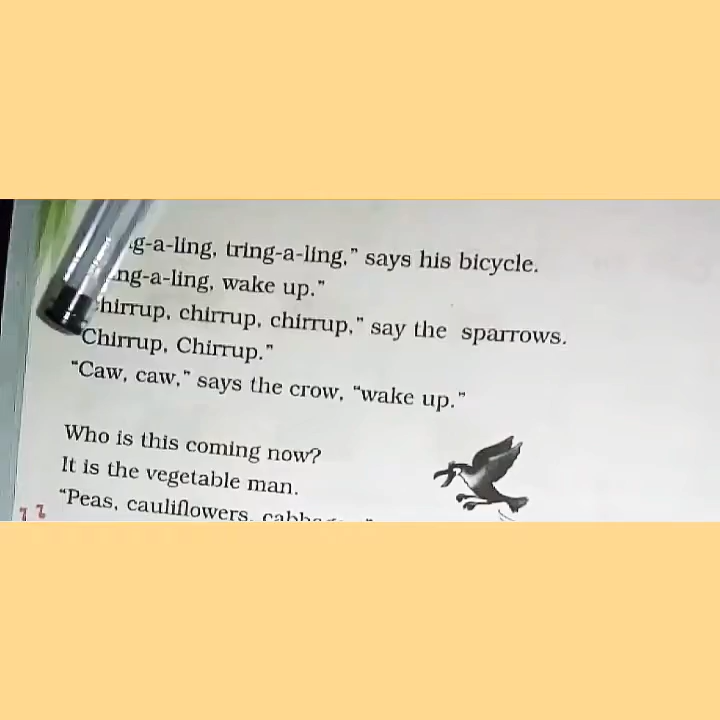 g-a-ling, tring-a-ling,” says his bicycle.
ng-a-ling, wake up.”
hirrup, chirrup, chirrup,” say the sparrows.
Chirrup, Chirrup.”
“Caw, caw,” says the crow, “wake up.”
Who is this coming now?
It is the vegetable man.
“Peas, cauliflowers,